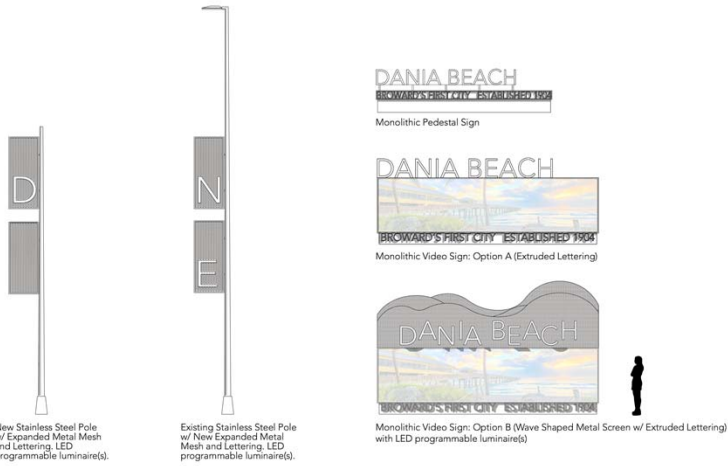 D
N
E
New Stainless Steel Pole
w/ Expanded Metal Mesh
and Lettering. LED
programmable luminaire(s).
Existing Stainless Steel Pole
w/ New Expanded Metal
Mesh and Lettering. LED
programmable luminaire(s).
DANIA BEACH
BROWARD'S FIRST CITY ESTABLISHED 1904
Monolithic Pedestal Sign
DANIA BEACH
BROWARD'S FIRST CITY ESTABLISHED 1904
Monolithic Video Sign: Option A (Extruded Lettering)
DANIA BEACH
BROWARD'S FIRST CITY ESTABLISHED 1904
Monolithic Video Sign: Option B (Wave Shaped Metal Screen w/ Extruded Lettering)
with LED programmable luminaire(s)